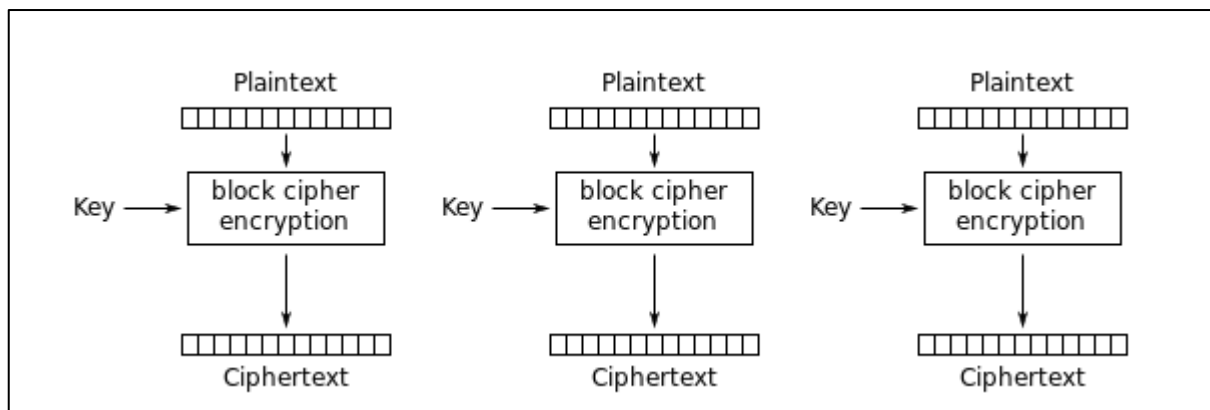 Plaintext Plaintext Plaintext
block cipher block cipher block cipher
Key Key Key
encryption encryption encryption
Ciphertext Ciphertext Ciphertext